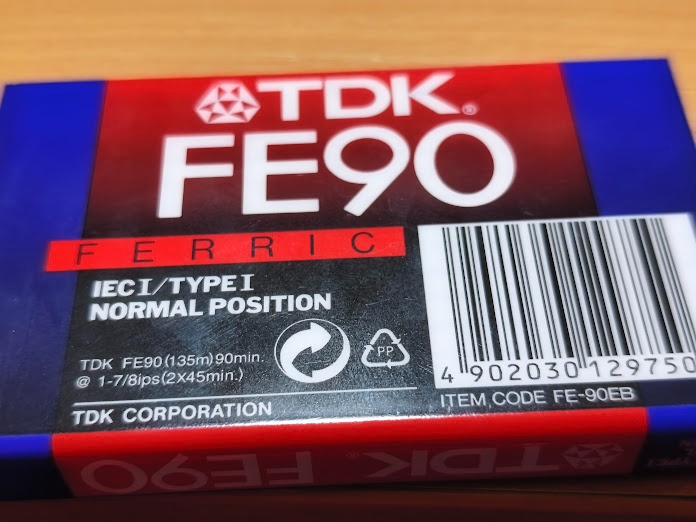 TDK®
FE90
FERRIC
IEC I/TYPE I
NORMAL POSITION
TDK FE90(135m)90min.
@ 1-7/8ips(2X45min.)
PP
TDK CORPORATION
4 902030 129750
ITEM CODE FE-90EB
TDK FE90